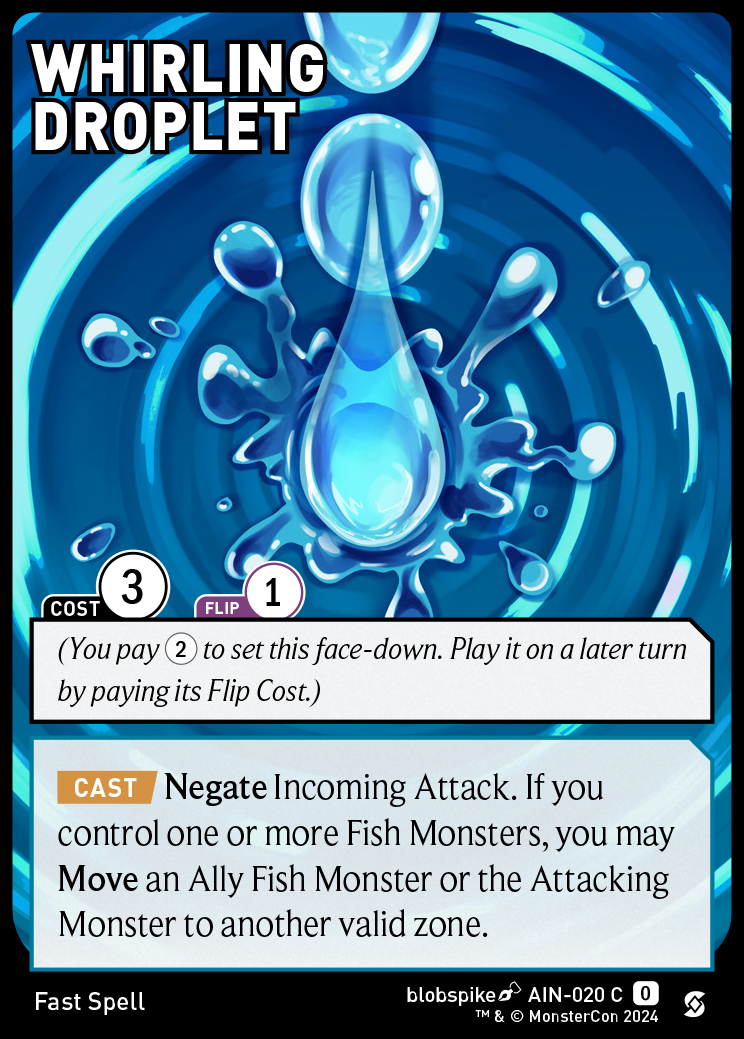 WHIRLING
DROPLET
COST 3 FLIP 1
(You pay 2 to set this face-down. Play it on a later turn
by paying its Flip Cost.)
CAST Negate Incoming Attack. If you
control one or more Fish Monsters, you may
Move an Ally Fish Monster or the Attacking
Monster to another valid zone.
Fast Spell
blobspike AIN-020 C 0
™ & © MonsterCon 2024